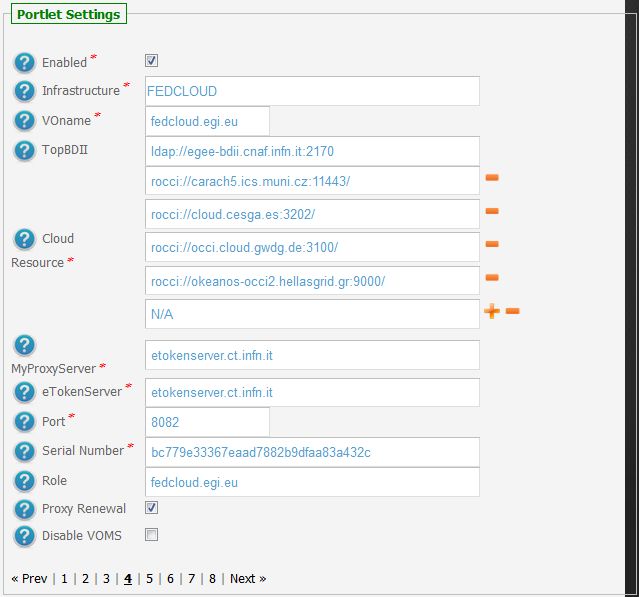 Portlet Settings
Enabled *
Infrastructure * FEDCLOUD
VOname * fedcloud.egi.eu
TopBDII ldap://egee-bdii.cnaf.infn.it:2170
rocci://carach5.ics.muni.cz:11443/
rocci://cloud.cesga.es:3202/
Cloud Resource * rocci://occi.cloud.gwdg.de:3100/
rocci://okeanos-occi2.hellasgrid.gr:9000/
N/A
MyProxyServer * etokenserver.ct.infn.it
eTokenServer * etokenserver.ct.infn.it
Port * 8082
Serial Number * bc779e33367eaad7882b9dfaa83a432c
Role fedcloud.egi.eu
Proxy Renewal
Disable VOMS
« Prev | 1 | 2 | 3 | 4 | 5 | 6 | 7 | 8 | Next »